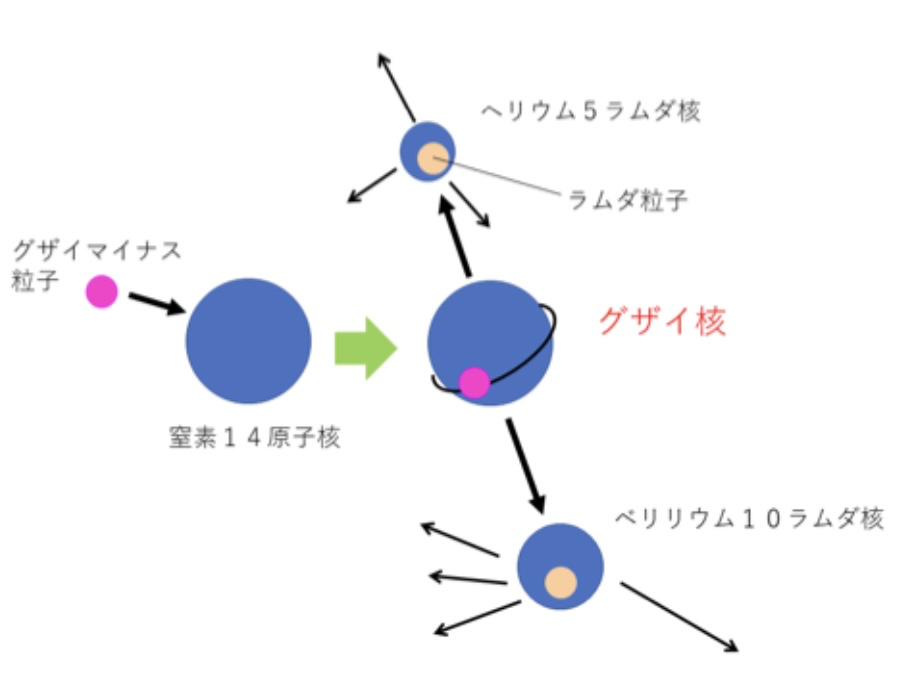 ヘリウム５ラムダ核
ラムダ粒子
グザイマイナス
粒子
グザイ核
窒素１４原子核
ベリリウム１０ラムダ核